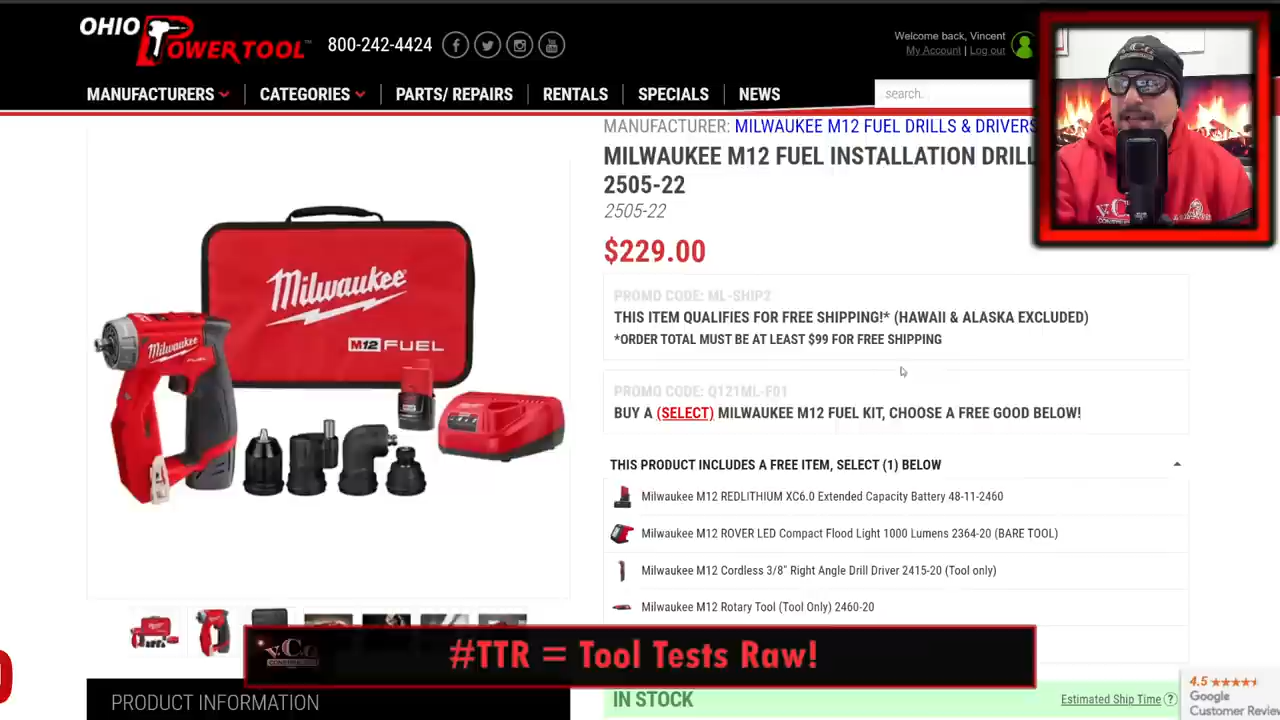 OHIO
POWER TOOL™
800-242-4424
Welcome back, Vincent
My Account | Log out
MANUFACTURERS
CATEGORIES
PARTS/ REPAIRS
RENTALS
SPECIALS
NEWS
search.
MANUFACTURER: MILWAUKEE M12 FUEL DRILLS & DRIVERS
MILWAUKEE M12 FUEL INSTALLATION DRILL
2505-22
2505-22
$229.00
PROMO CODE: ML-SHIP2
THIS ITEM QUALIFIES FOR FREE SHIPPING!* (HAWAII & ALASKA EXCLUDED)
*ORDER TOTAL MUST BE AT LEAST $99 FOR FREE SHIPPING
PROMO CODE: Q121ML-F01
BUY A (SELECT) MILWAUKEE M12 FUEL KIT, CHOOSE A FREE GOOD BELOW!
THIS PRODUCT INCLUDES A FREE ITEM, SELECT (1) BELOW
Milwaukee M12 REDLITHIUM XC6.0 Extended Capacity Battery 48-11-2460
Milwaukee M12 ROVER LED Compact Flood Light 1000 Lumens 2364-20 (BARE TOOL)
Milwaukee M12 Cordless 3/8" Right Angle Drill Driver 2415-20 (Tool only)
Milwaukee M12 Rotary Tool (Tool Only) 2460-20
Milwaukee
M12 FUEL
Milwaukee
FUEL
V.C.G.
CONSTRUCTION
#TTR = Tool Tests Raw!
PRODUCT INFORMATION
IN STOCK
Estimated Ship Time ?
4.5
Google
Customer Review